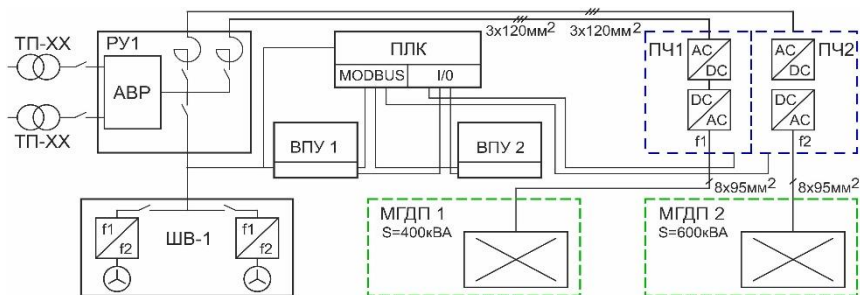 ТП-ХХ
РУ1
АВР
ТП-ХХ
ПЛК
MODBUS
I/0
3х120мм2
3х120мм2
ПЧ1
AC
DC
DC
AC
f1
AC
DC
DC
AC
f2
ПЧ2
ВПУ 1
ВПУ 2
8х95мм2
8х95мм2
f1
f2
ШВ-1
f1
f2
МГДП 1
S=400кВА
МГДП 2
S=600кВА